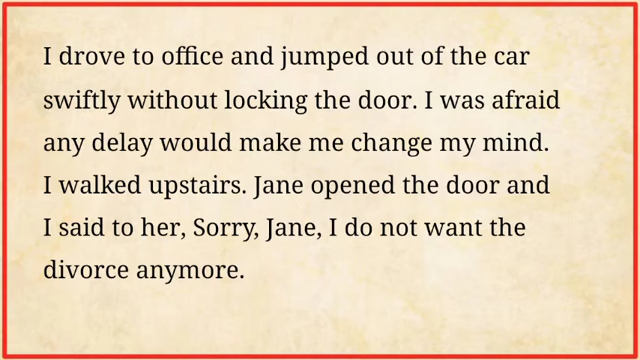 I drove to office and jumped out of the car
swiftly without locking the door. I was afraid
any delay would make me change my mind.
I walked upstairs. Jane opened the door and
I said to her, Sorry, Jane, I do not want the
divorce anymore.